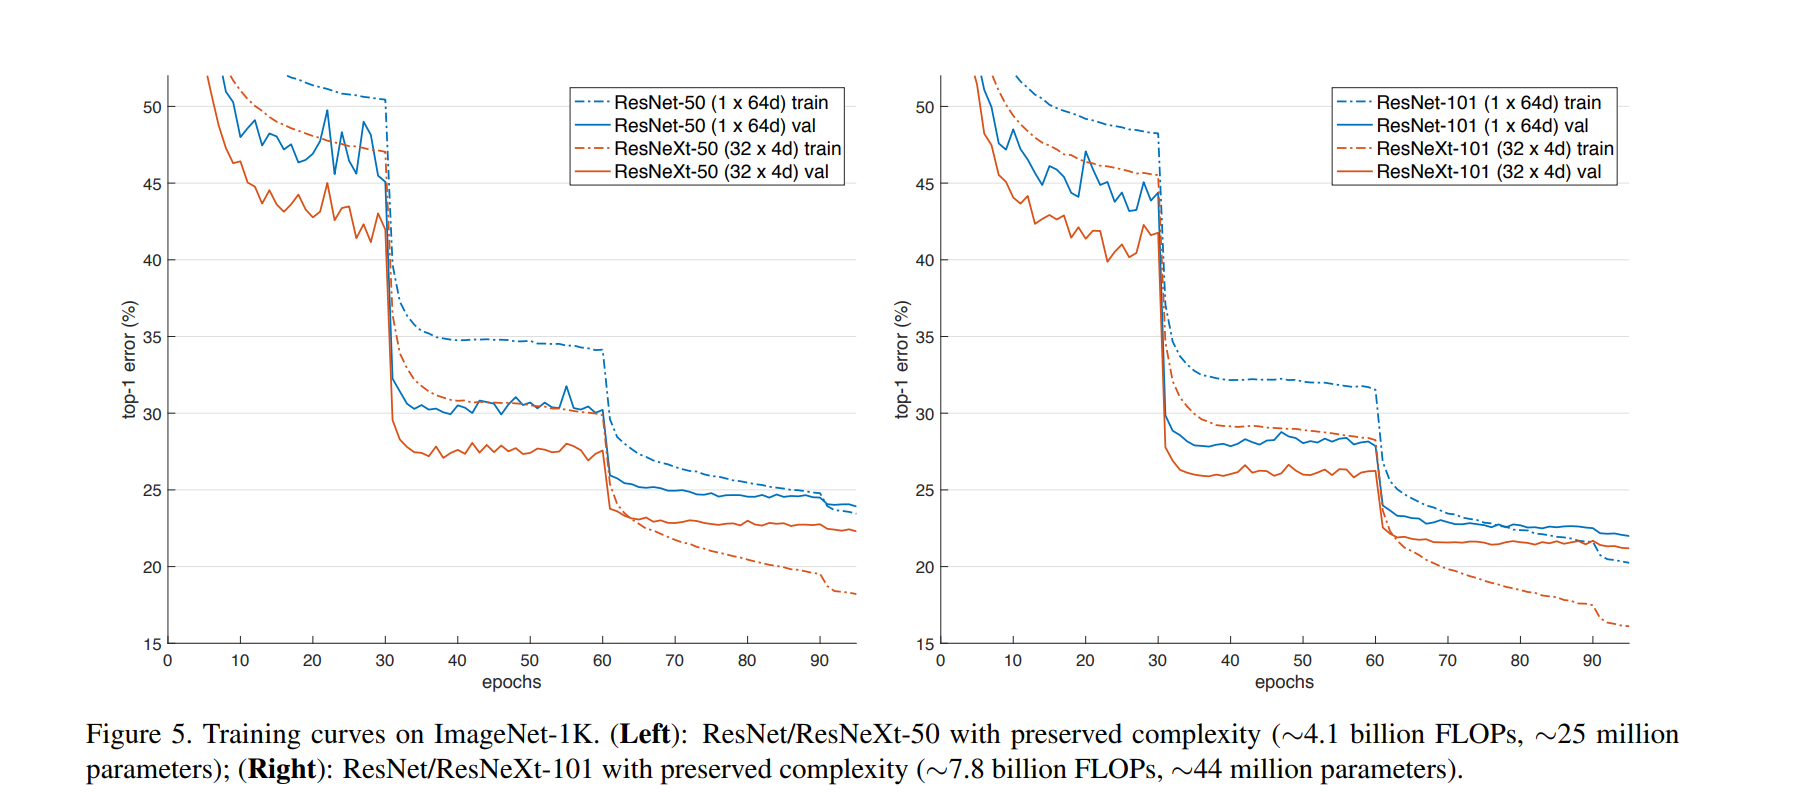 50
45
40
35
30
25
20
15
0 10 20 30 40 50 60 70 80 90
epochs
top-1 error (%)
ResNet-50 (1 x 64d) train
ResNet-50 (1 x 64d) val
ResNeXt-50 (32 x 4d) train
ResNeXt-50 (32 x 4d) val
50
45
40
35
30
25
20
15
0 10 20 30 40 50 60 70 80 90
epochs
top-1 error (%)
ResNet-101 (1 x 64d) train
ResNet-101 (1 x 64d) val
ResNeXt-101 (32 x 4d) train
ResNeXt-101 (32 x 4d) val
Figure 5. Training curves on ImageNet-1K. (Left): ResNet/ResNeXt-50 with preserved complexity (∼4.1 billion FLOPs, ∼25 million
parameters); (Right): ResNet/ResNeXt-101 with preserved complexity (∼7.8 billion FLOPs, ∼44 million parameters).